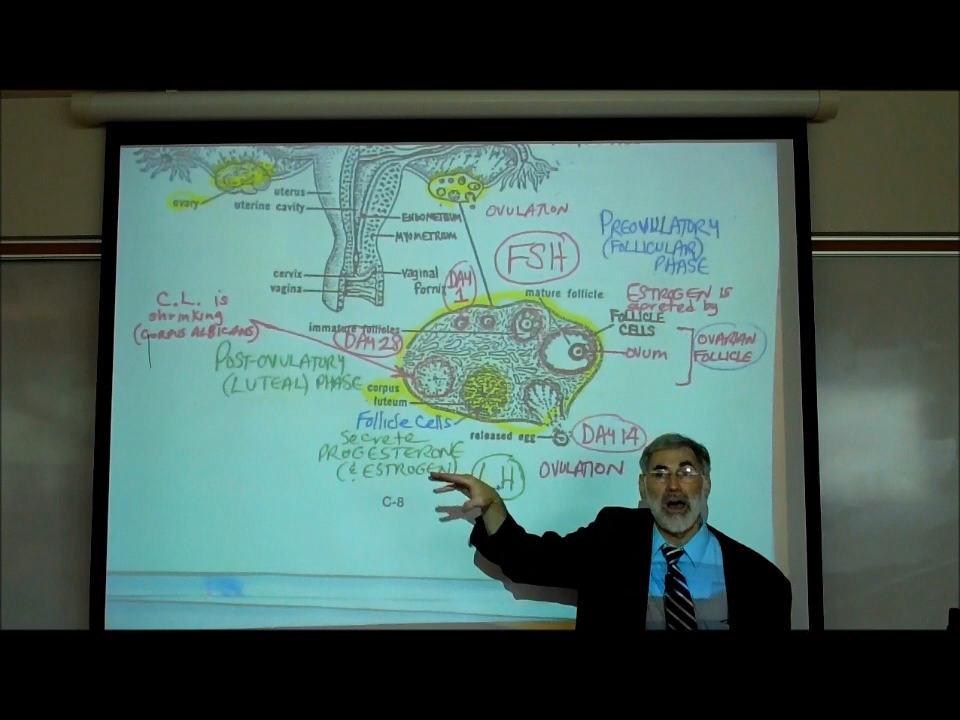 ovary
uterus
uterine cavity
ENDOMETRIUM
MYOMETRIUM
cervix
vagina
vaginal
Fornix
OVULATION
FSH
PREOVULATORY
(FOLLICULAR)
PHASE
DAY
1
mature follicle
ESTROGEN IS
secreted by
FOLLICLE
CELLS
OVUM
OVARIAN
FOLLICLE
C.L. is
shrinking
(CORPUS ALBICANS)
immature follicles
DAY 28
POST-OVULATORY
(LUTEAL) PHASE
corpus
luteum
Follicle Cells
Secrete
PROGESTERONE
(& ESTROGEN)
released egg
DAY 14
OVULATION
LH
C-8